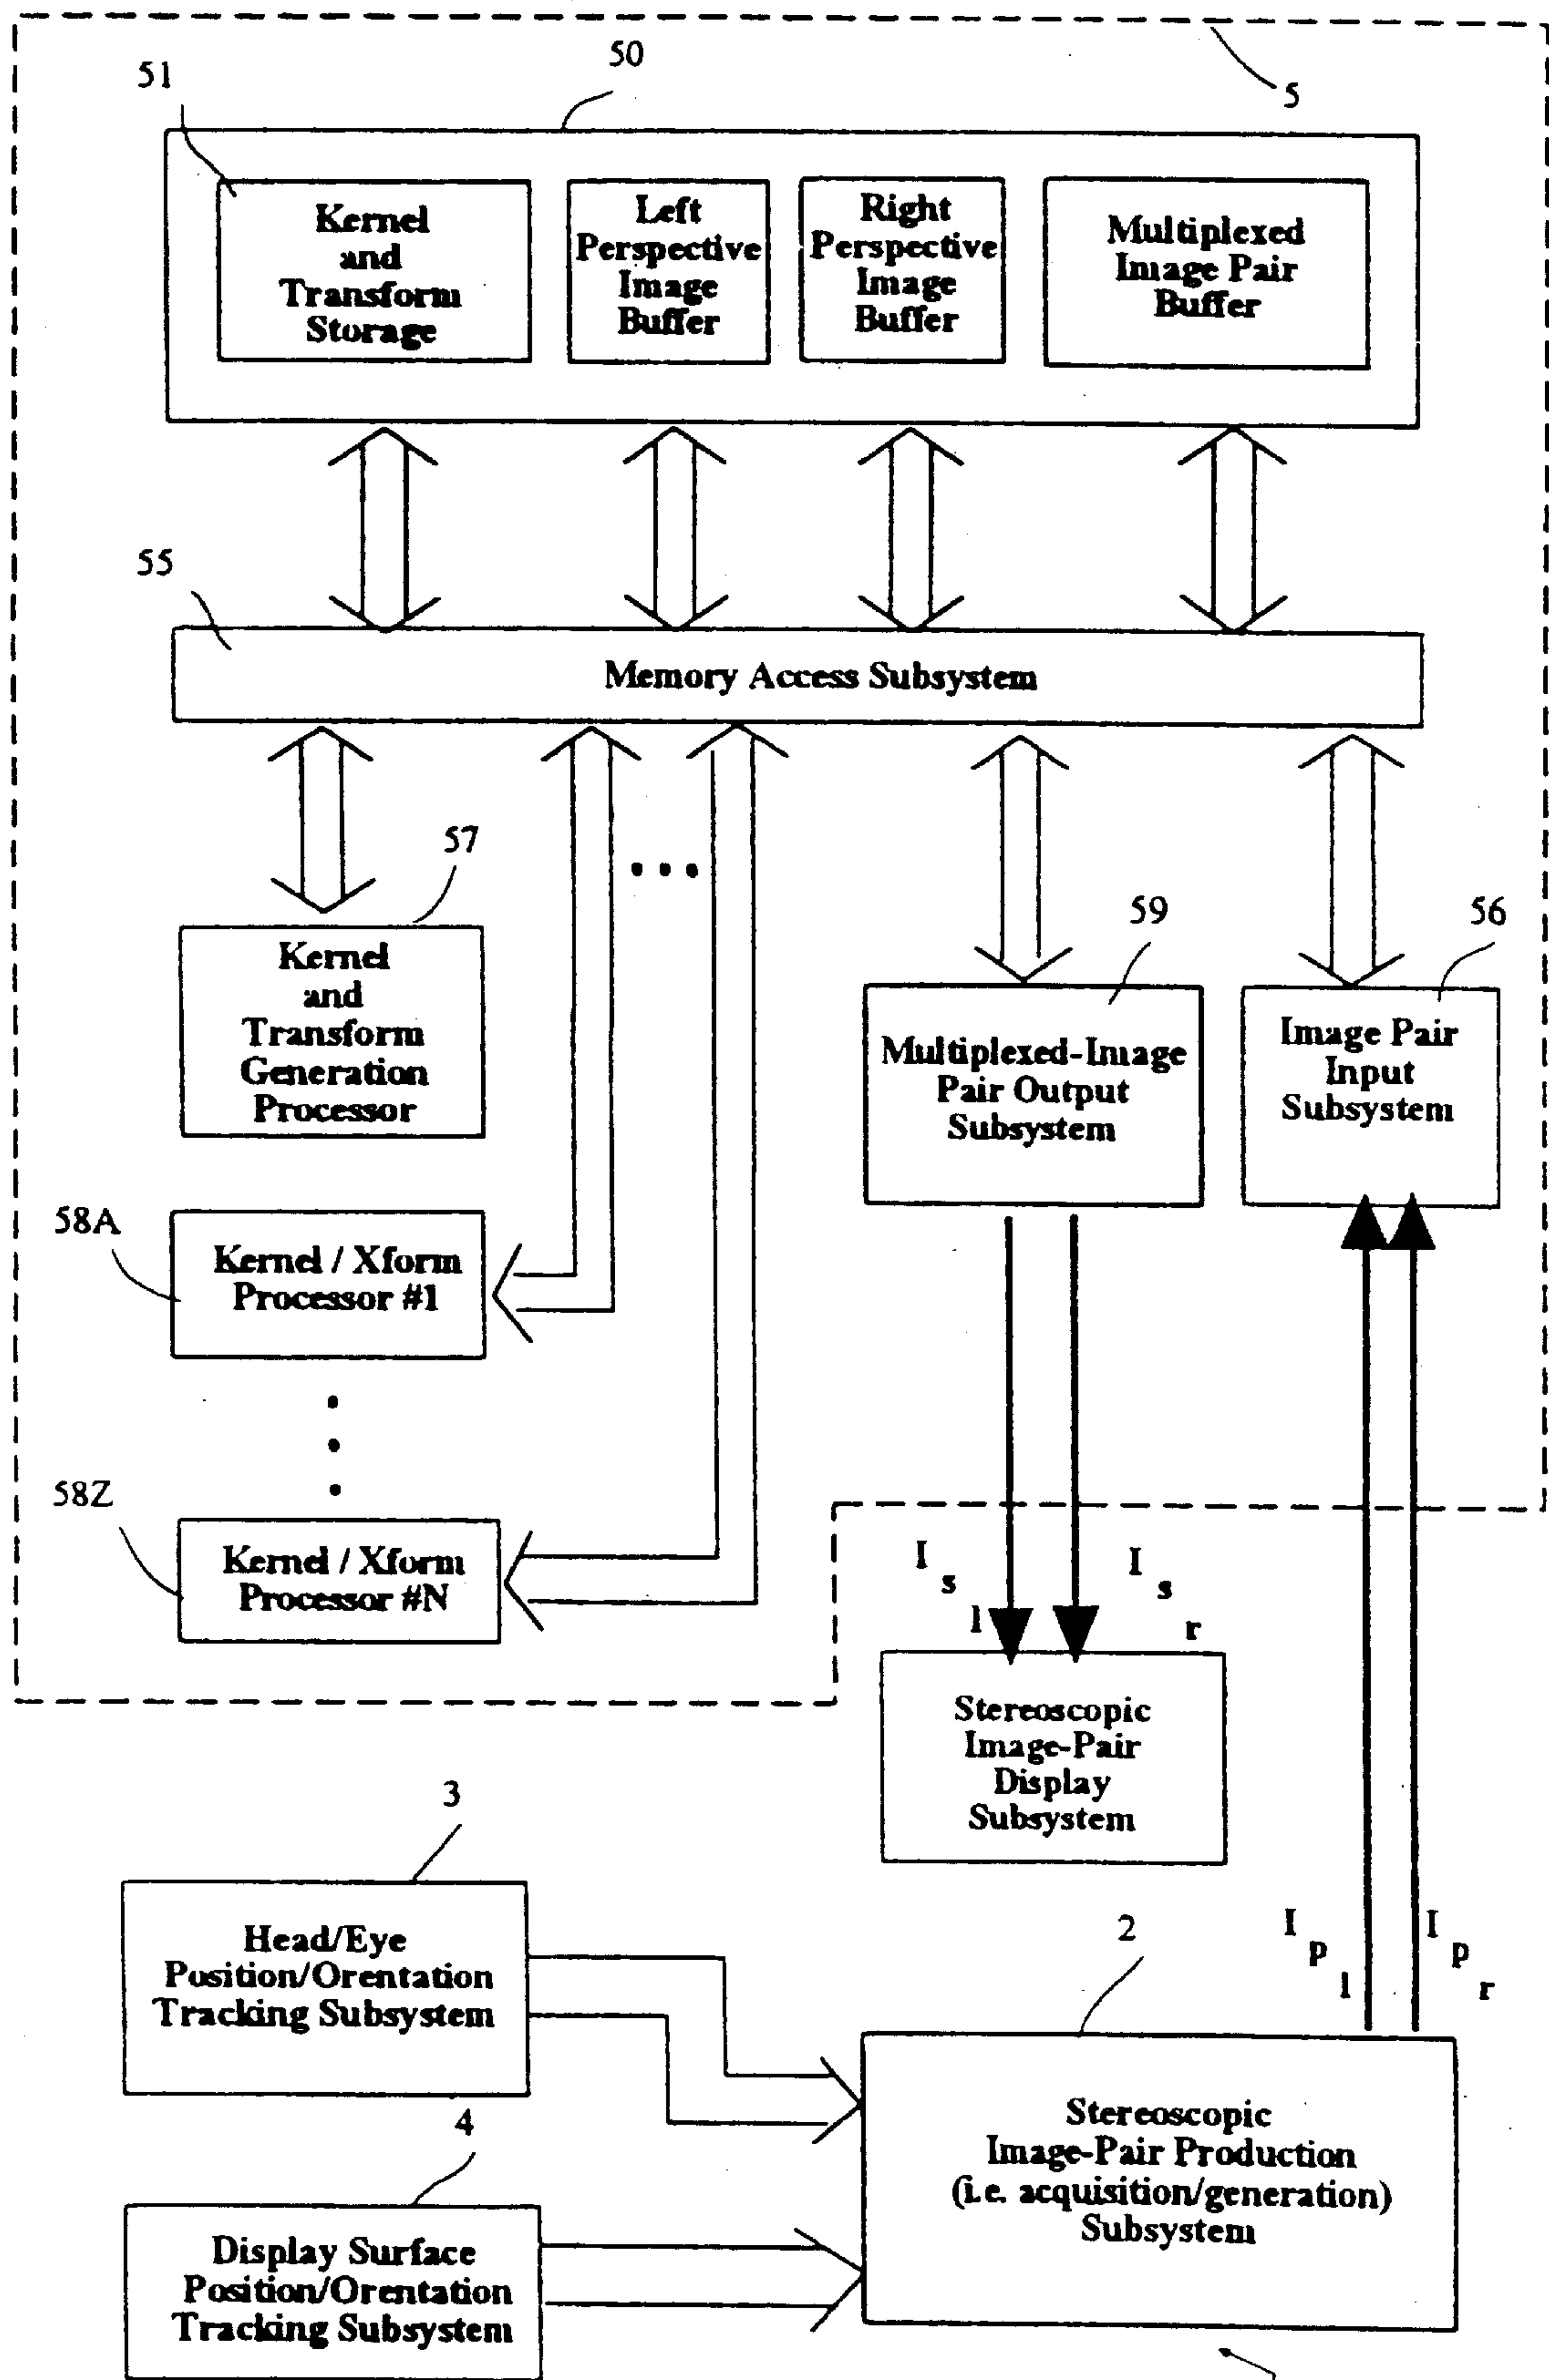 50
51
5
Kernel
and
Transform
Storage
Left
Perspective
Image
Buffer
Right
Perspective
Image
Buffer
Multiplexed
Image Pair
Buffer
55
Memory Access Subsystem
57
...
59
56
Kernel
and
Transform
Generation
Processor
Multiplexed-Image
Pair Output
Subsystem
Image Pair
Input
Subsystem
58A
Kernel / Xform
Processor #1
58Z
Kernel / Xform
Processor #N
I s l
I s r
Stereoscopic
Image-Pair
Display
Subsystem
3
Head/Eye
Position/Orentation
Tracking Subsystem
2
I p l
I p r
4
Stereoscopic
Image-Pair Production
(i.e. acquisition/generation)
Subsystem
Display Surface
Position/Orentation
Tracking Subsystem